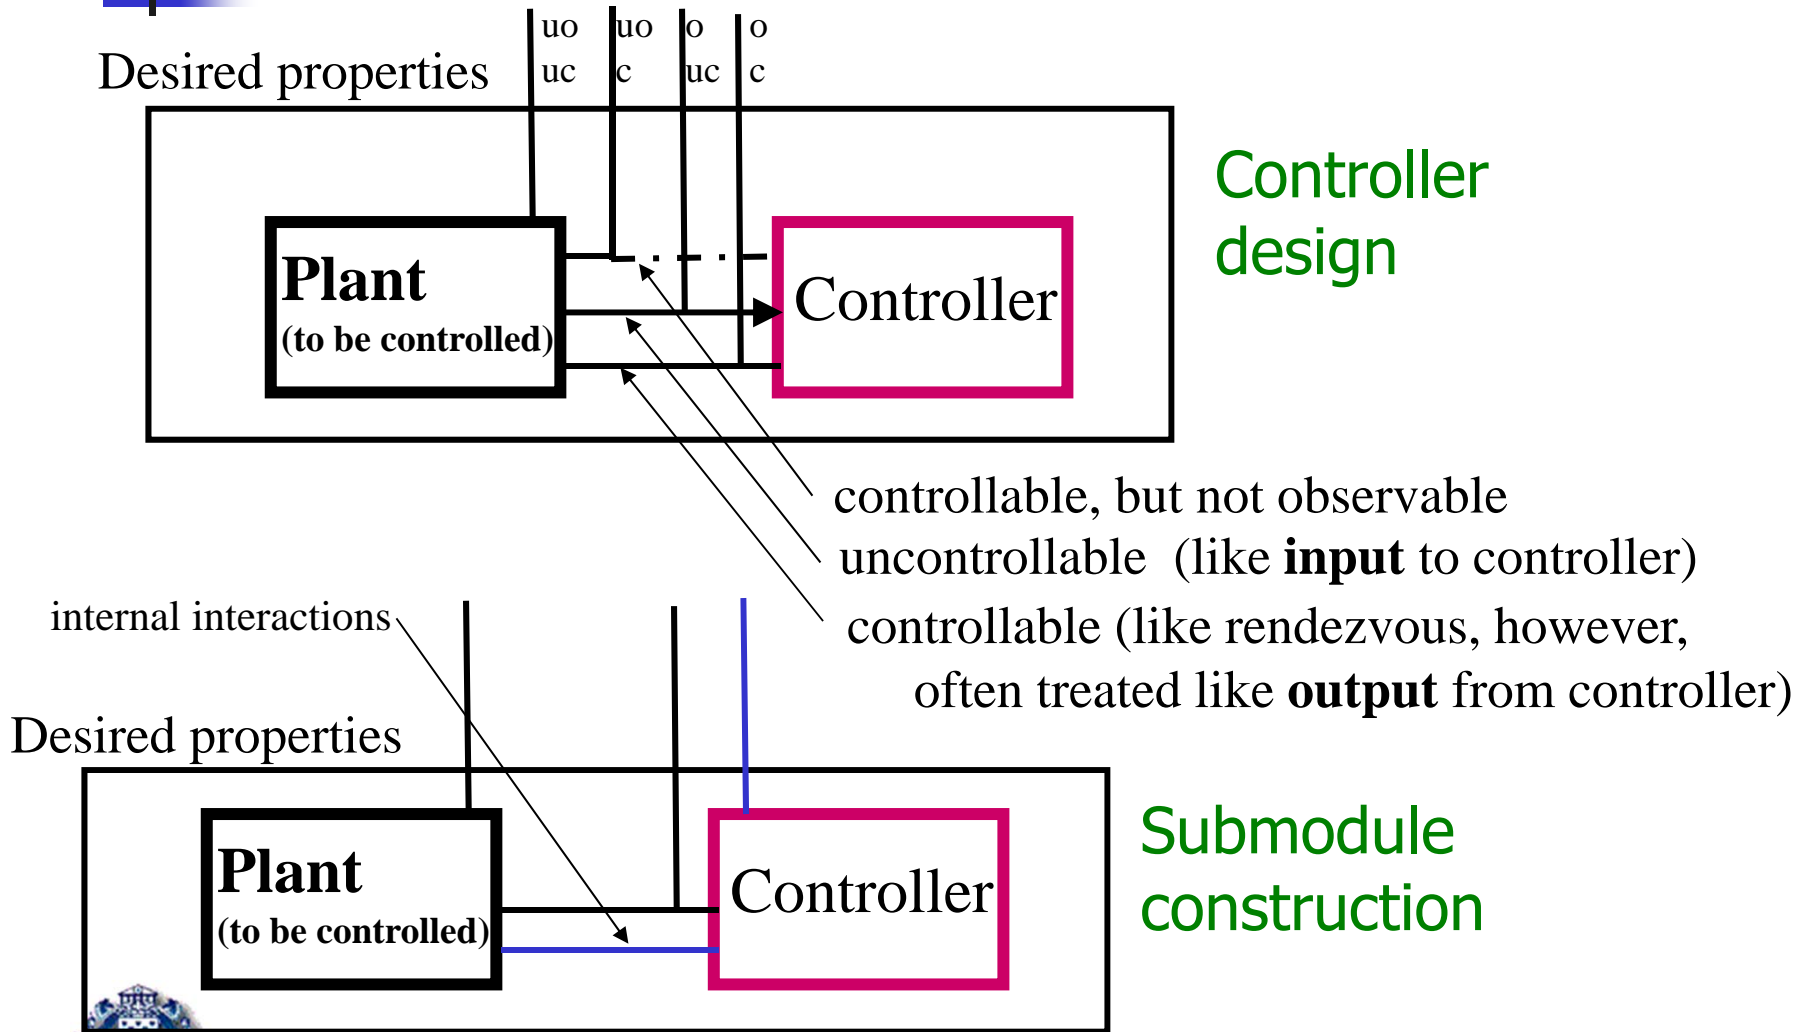 uo uo o o
Desired properties uc c uc c
Controller
design
Plant
(to be controlled)
Controller
controllable, but not observable
uncontrollable (like input to controller)
internal interactions
controllable (like rendezvous, however,
often treated like output from controller)
Desired properties
Submodule
construction
Plant
(to be controlled)
Controller